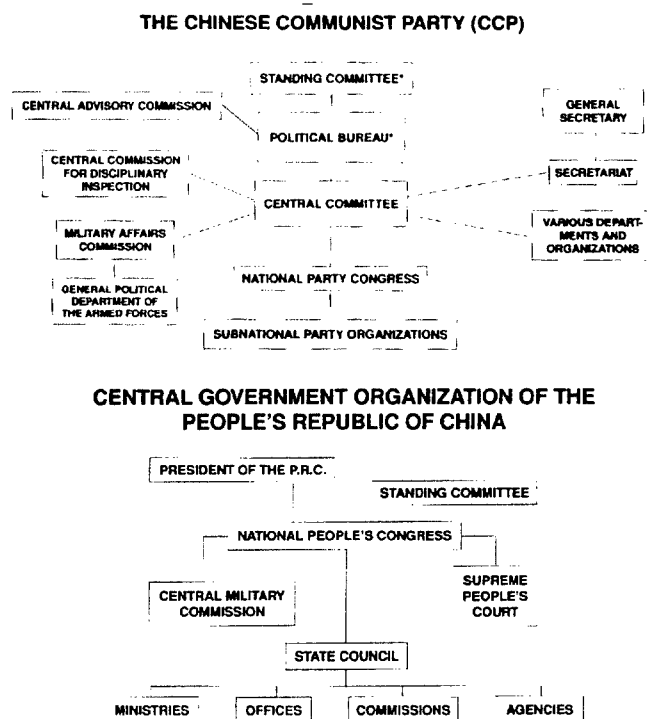 THE CHINESE COMMUNIST PARTY (CCP)
STANDING COMMITTEE*
CENTRAL ADVISORY COMMISSION
POLITICAL BUREAU*
GENERAL
SECRETARY
CENTRAL COMMISSION
FOR DISCIPLINARY
INSPECTION
SECRETARIAT
CENTRAL COMMITTEE
MILITARY AFFAIRS
COMMISSION
VARIOUS DEPART-
MENTS AND
ORGANIZATIONS
GENERAL POLITICAL
DEPARTMENT OF
THE ARMED FORCES
NATIONAL PARTY CONGRESS
SUBNATIONAL PARTY ORGANIZATIONS
CENTRAL GOVERNMENT ORGANIZATION OF THE
PEOPLE'S REPUBLIC OF CHINA
PRESIDENT OF THE P.R.C.
STANDING COMMITTEE
NATIONAL PEOPLE'S CONGRESS
CENTRAL MILITARY
COMMISSION
SUPREME
PEOPLE'S
COURT
STATE COUNCIL
MINISTRIES
OFFICES
COMMISSIONS
AGENCIES